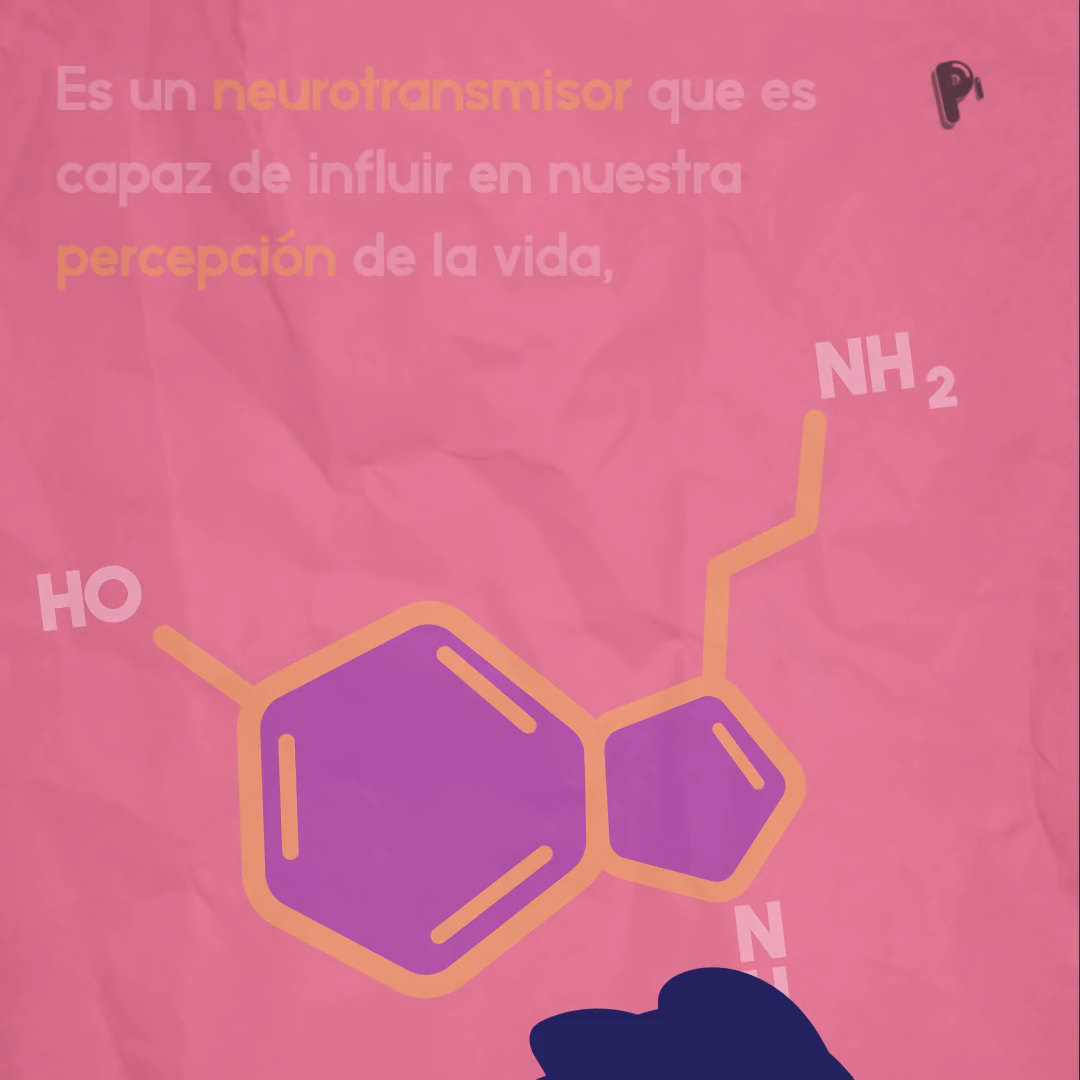 Es un neurotransmisor que es
capaz de influir en nuestra
percepción de la vida,
P
NH2
HO
N